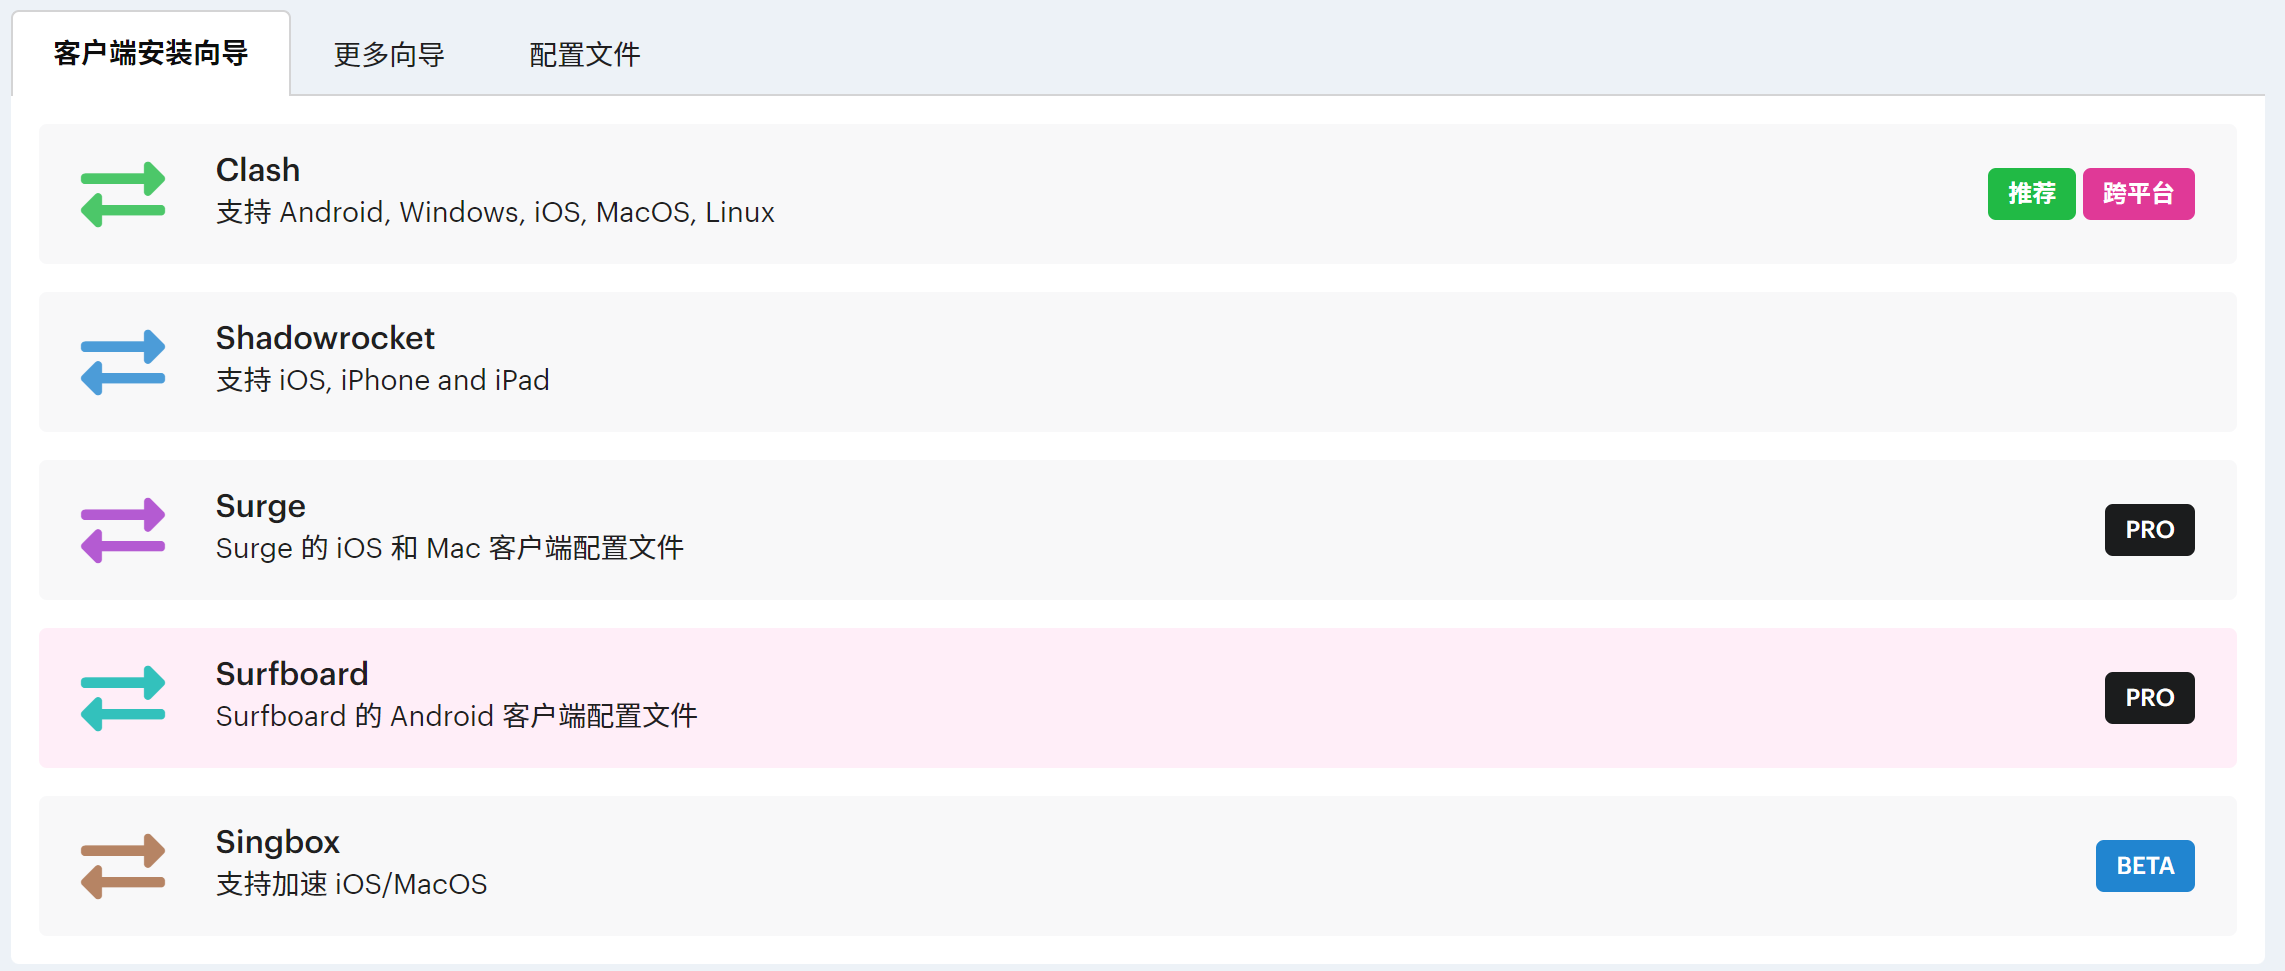 客户端安装向导 更多向导 配置文件
Clash
支持 Android, Windows, iOS, MacOS, Linux
推荐 跨平台
Shadowrocket
支持 iOS, iPhone and iPad
Surge
Surge 的 iOS 和 Mac 客户端配置文件
PRO
Surfboard
Surfboard 的 Android 客户端配置文件
PRO
Singbox
支持加速 iOS/MacOS
BETA